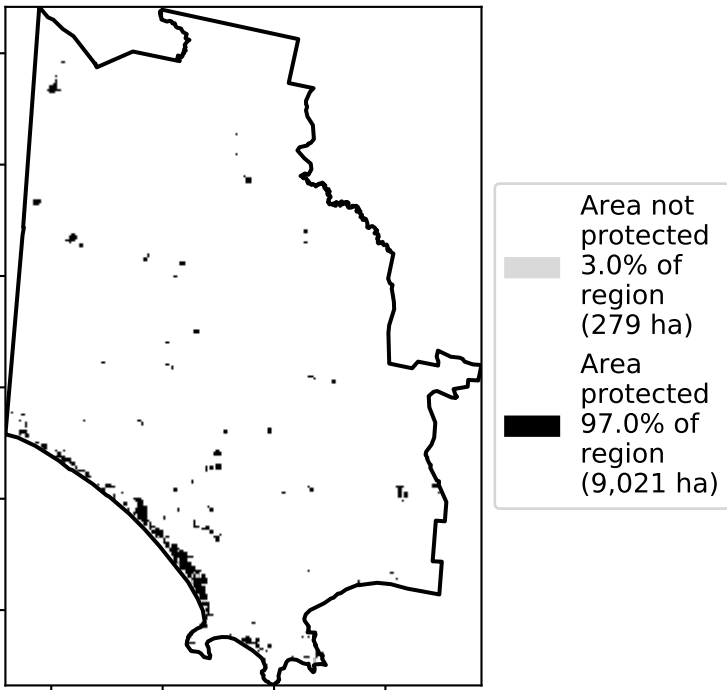 Area not
protected
3.0% of
region
(279 ha)
Area
protected
97.0% of
region
(9,021 ha)